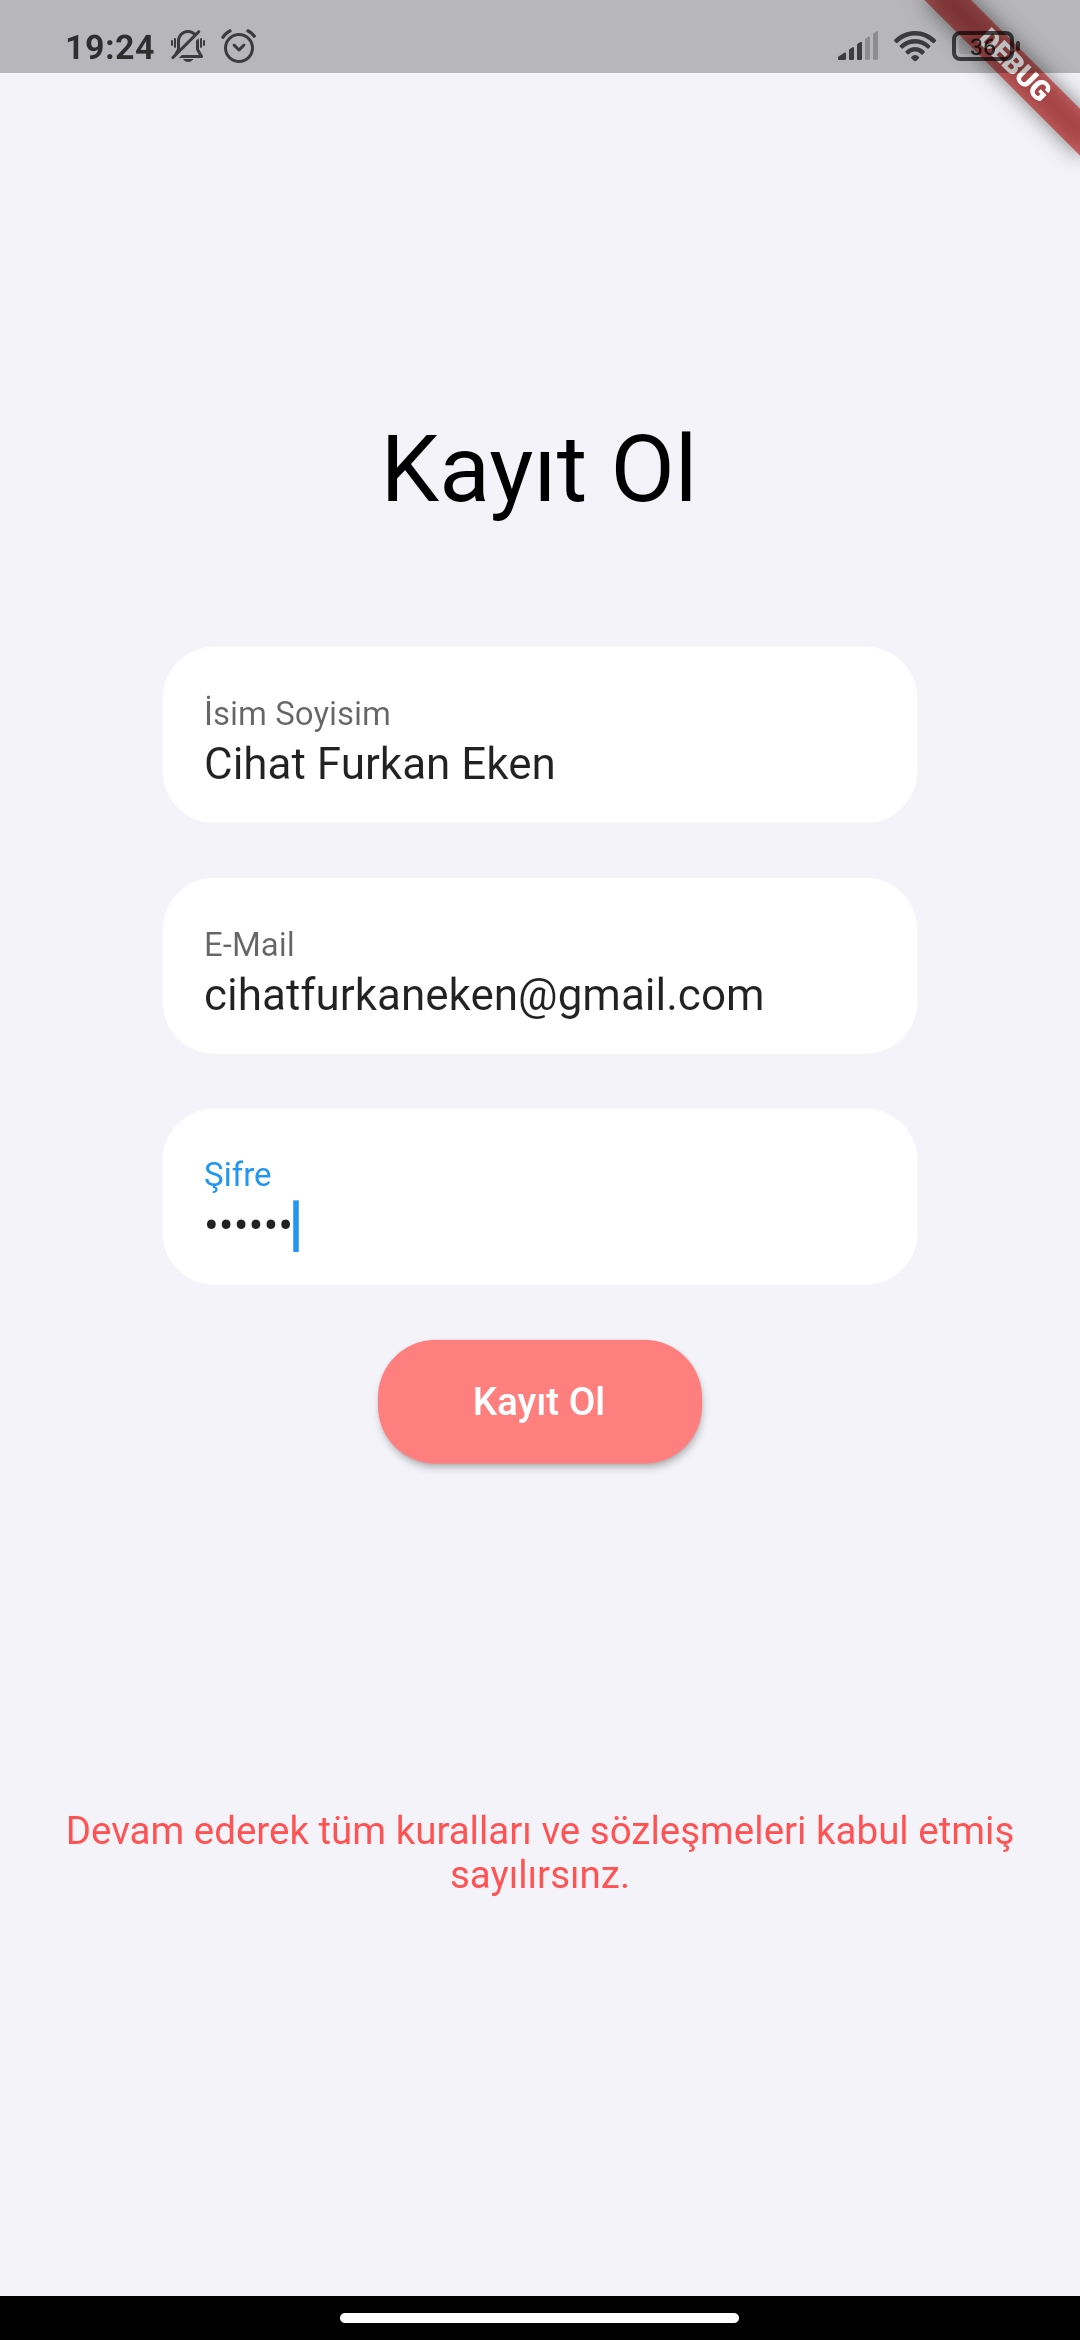 19:24
36
DEBUG
Kayıt Ol
İsim Soyisim
Cihat Furkan Eken
E-Mail
cihatfurkaneken@gmail.com
Şifre
••••••
Kayıt Ol
Devam ederek tüm kuralları ve sözleşmeleri kabul etmiş
sayılırsınz.